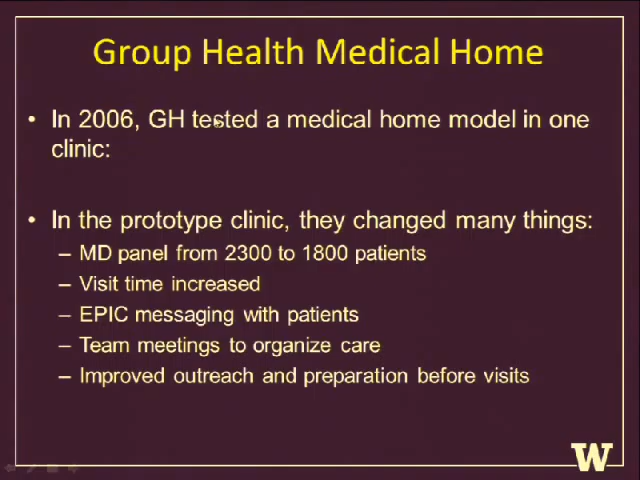 Group Health Medical Home
• In 2006, GH tested a medical home model in one
clinic:
• In the prototype clinic, they changed many things:
– MD panel from 2300 to 1800 patients
– Visit time increased
– EPIC messaging with patients
– Team meetings to organize care
– Improved outreach and preparation before visits
W